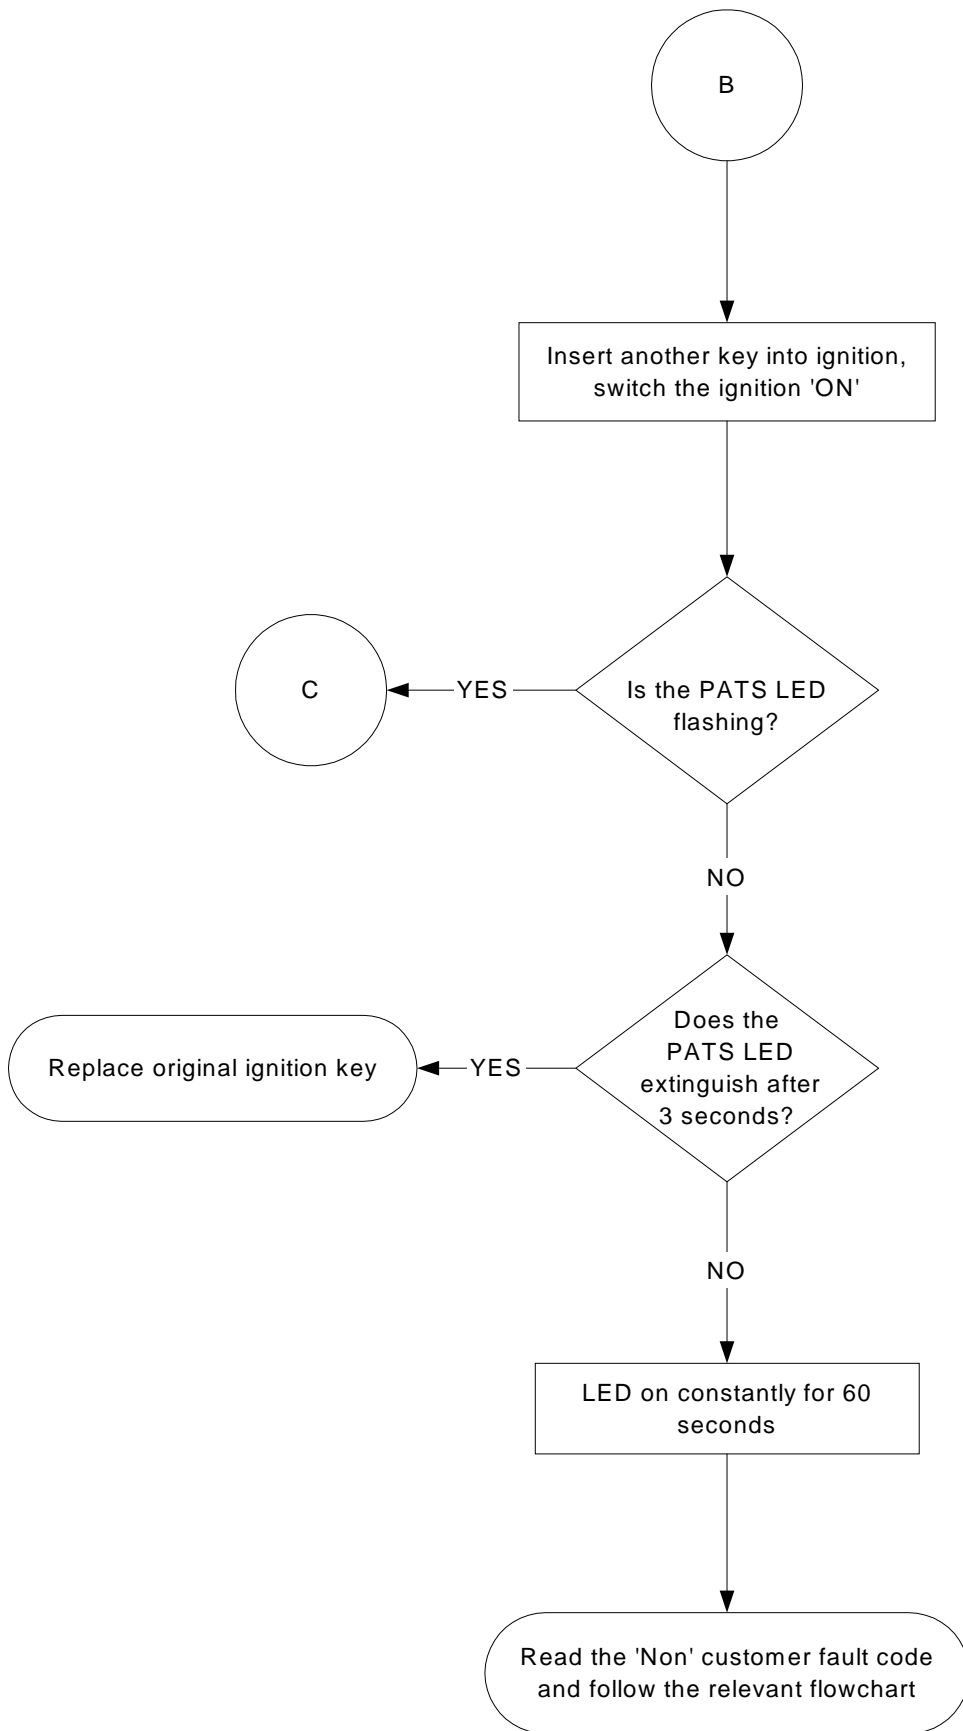 B
Insert another key into ignition,
switch the ignition 'ON'
Is the PATS LED
flashing?
YES
C
NO
Does the
PATS LED
extinguish after
3 seconds?
YES
Replace original ignition key
NO
LED on constantly for 60
seconds
Read the 'Non' customer fault code
and follow the relevant flowchart